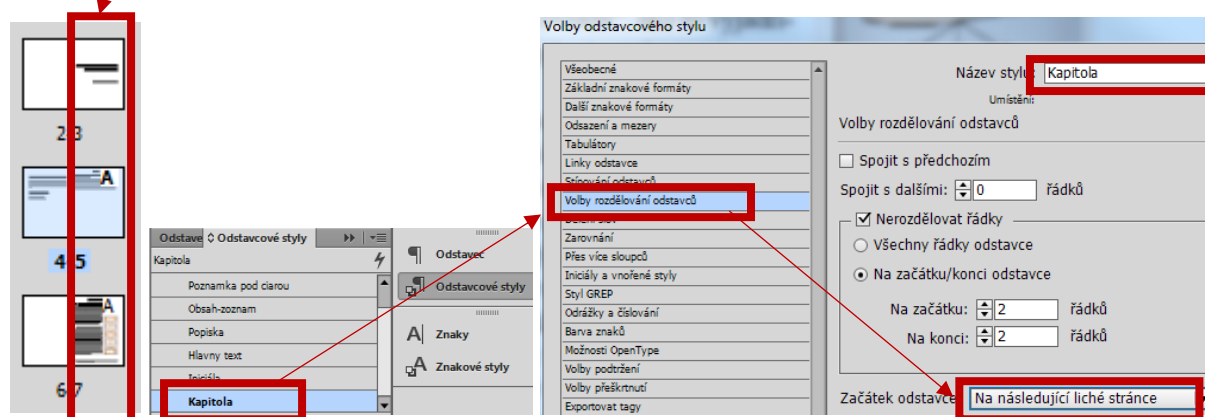 2-3
A
4-5
A
6-7
Odstave Odstavcové styly
Kapitola
Poznamka pod ciarou
Obsah-zoznam
Popiska
Hlavny text
Iniciála
Kapitola
Odstavec
Odstavcové styly
A Znaky
A Znakové styly
Volby odstavcového stylu
Všeobecné
Základní znakové formáty
Další znakové formáty
Odsazení a mezery
Tabulátory
Linky odstavce
Stínování odstavců
Volby rozdělování odstavců
Zarovnání
Přes více sloupců
Iniciály a vnořené styly
Styl GREP
Odrážky a číslování
Barva znaků
Možnosti OpenType
Volby podtržení
Volby přeškrtnutí
Exportovat tagy
Název stylu: Kapitola
Umístění:
Volby rozdělování odstavců
Spojit s předchozím
Spojit s dalšími: 0 řádků
Nerozdělovat řádky
Všechny řádky odstavce
Na začátku/konci odstavce
Na začátku: 2 řádků
Na konci: 2 řádků
Začátek odstavce: Na následující liché stránce